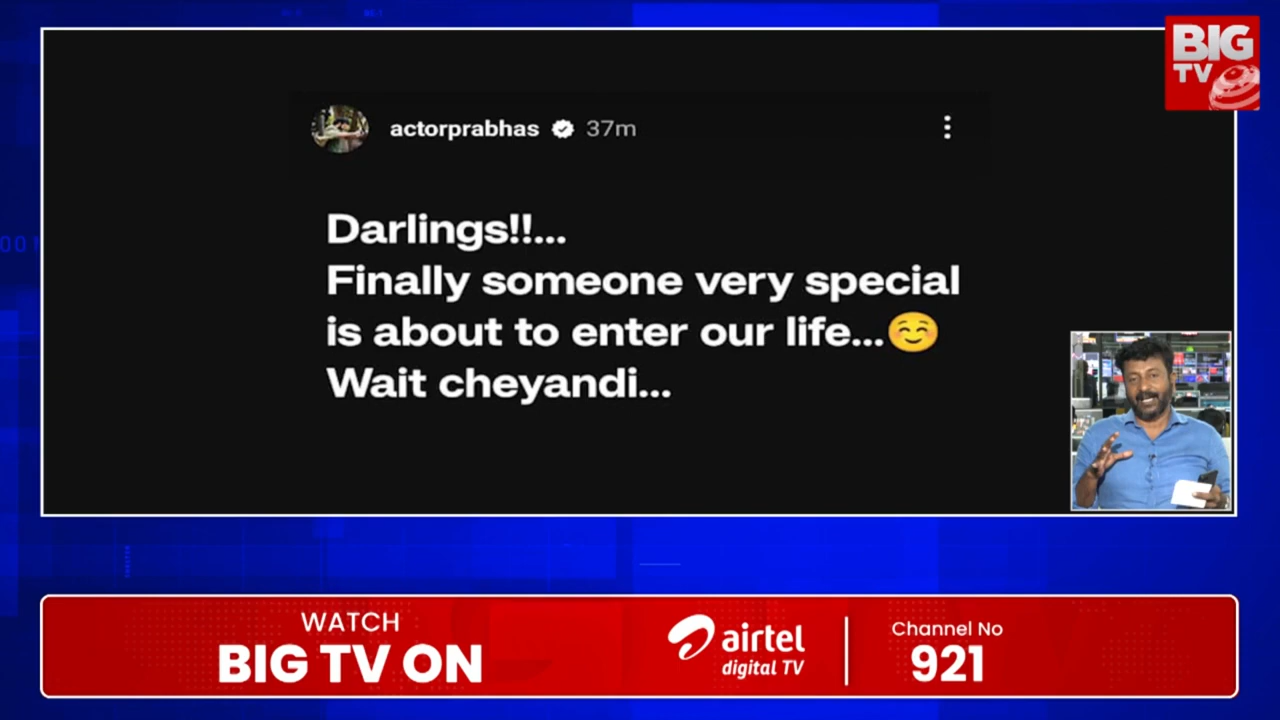 BIG
TV
actorprabhas 37m
Darlings!!...
Finally someone very special
is about to enter our life...☺️
Wait cheyandi...
WATCH
BIG TV ON
airtel
digital TV
Channel No
921